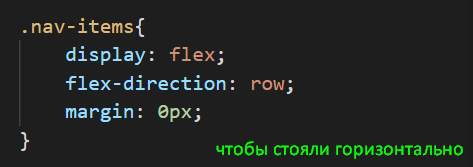 .nav-items{
display: flex;
flex-direction: row;
margin: 0px;
}
чтобы стояли горизонтально